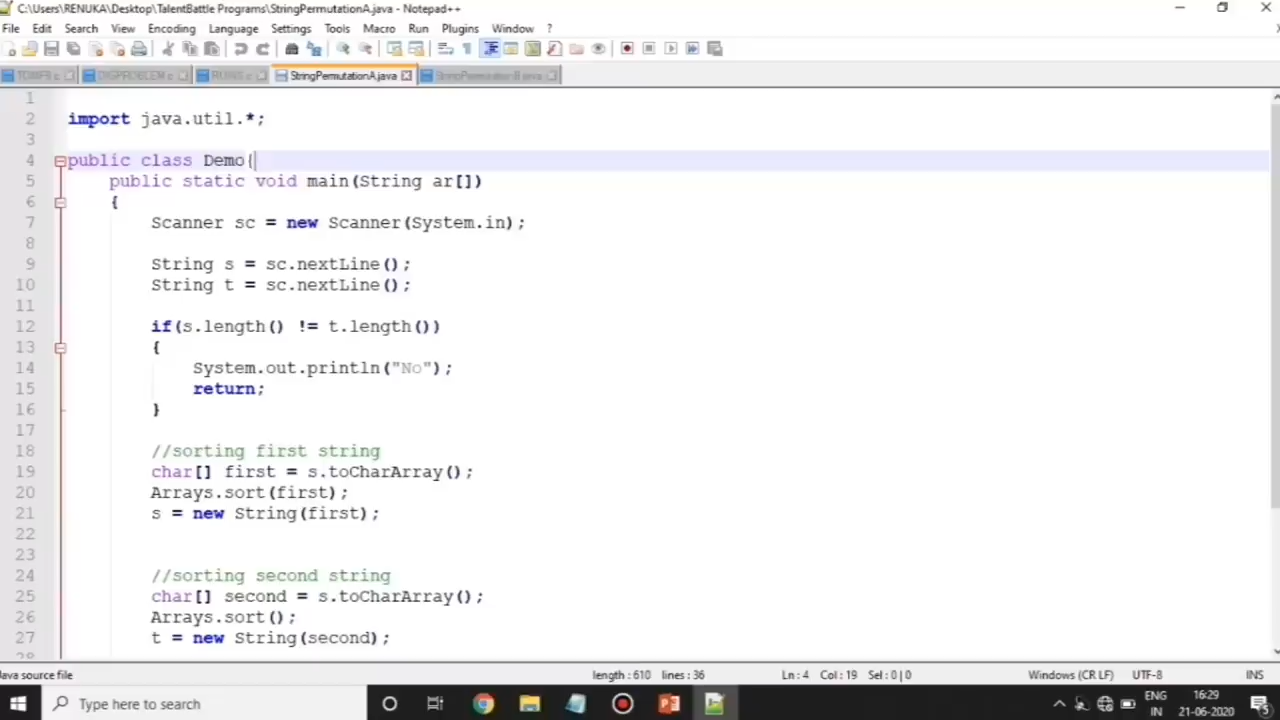 C:\Users\RENUKA\Desktop\TalentBattle Programs\StringPermutationA.java - Notepad++
File Edit Search View Encoding Language Settings Tools Macro Run Plugins Window ?
StringPermutationA.java
1
2 import java.util.*;
3
4 public class Demo{
5 public static void main(String ar[])
6 {
7 Scanner sc = new Scanner(System.in);
8
9 String s = sc.nextLine();
10 String t = sc.nextLine();
11
12 if(s.length() != t.length())
13 {
14 System.out.println("No");
15 return;
16 }
17
18 //sorting first string
19 char[] first = s.toCharArray();
20 Arrays.sort(first);
21 s = new String(first);
22
23
24 //sorting second string
25 char[] second = s.toCharArray();
26 Arrays.sort();
27 t = new String(second);
28
Java source file length : 610 lines : 36 Ln : 4 Col : 19 Sel : 0 | 0 Windows (CR LF) UTF-8 INS
Type here to search ENG IN 16:29 21-06-2020